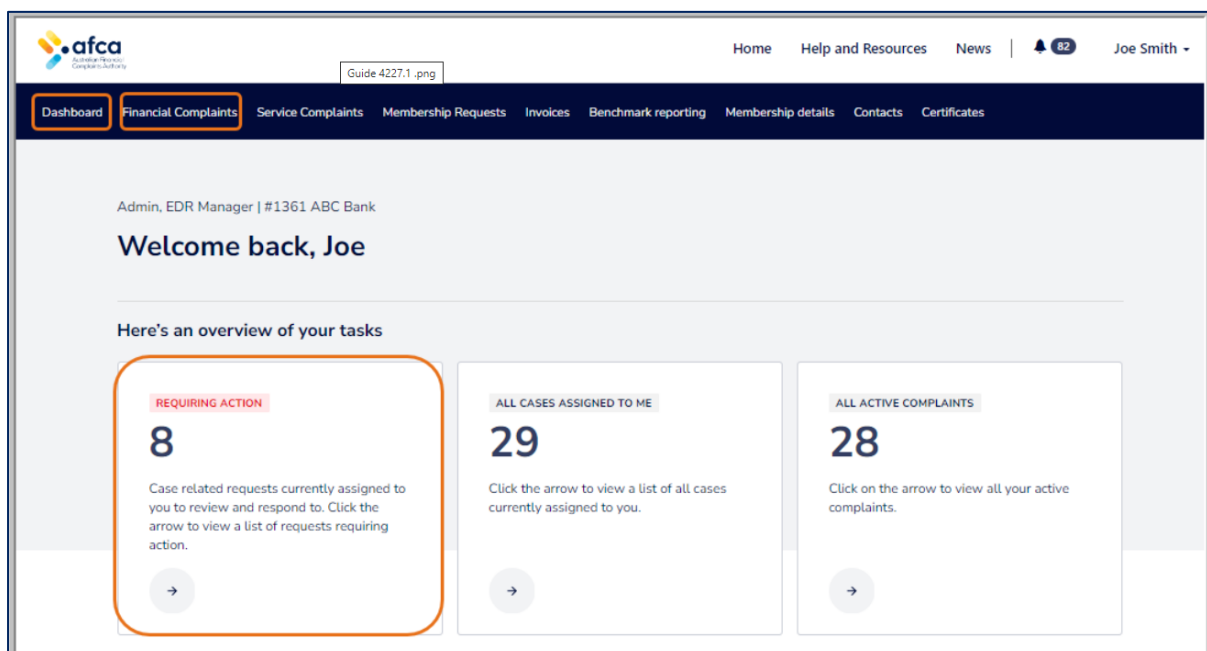 afca
Australian Financial
Complaints Authority
Home Help and Resources News 82 Joe Smith
Guide 4227.1 .png
Dashboard Financial Complaints Service Complaints Membership Requests Invoices Benchmark reporting Membership details Contacts Certificates
Admin, EDR Manager | #1361 ABC Bank
Welcome back, Joe
Here's an overview of your tasks
REQUIRING ACTION
8
Case related requests currently assigned to
you to review and respond to. Click the
arrow to view a list of requests requiring
action.
ALL CASES ASSIGNED TO ME
29
Click the arrow to view a list of all cases
currently assigned to you.
ALL ACTIVE COMPLAINTS
28
Click on the arrow to view all your active
complaints.